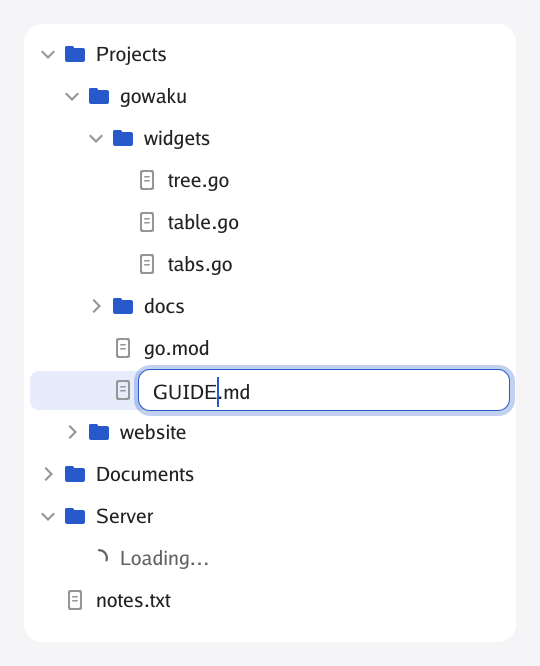 Projects
gowaku
widgets
tree.go
table.go
tabs.go
docs
go.mod
GUIDE.md
website
Documents
Server
Loading...
notes.txt